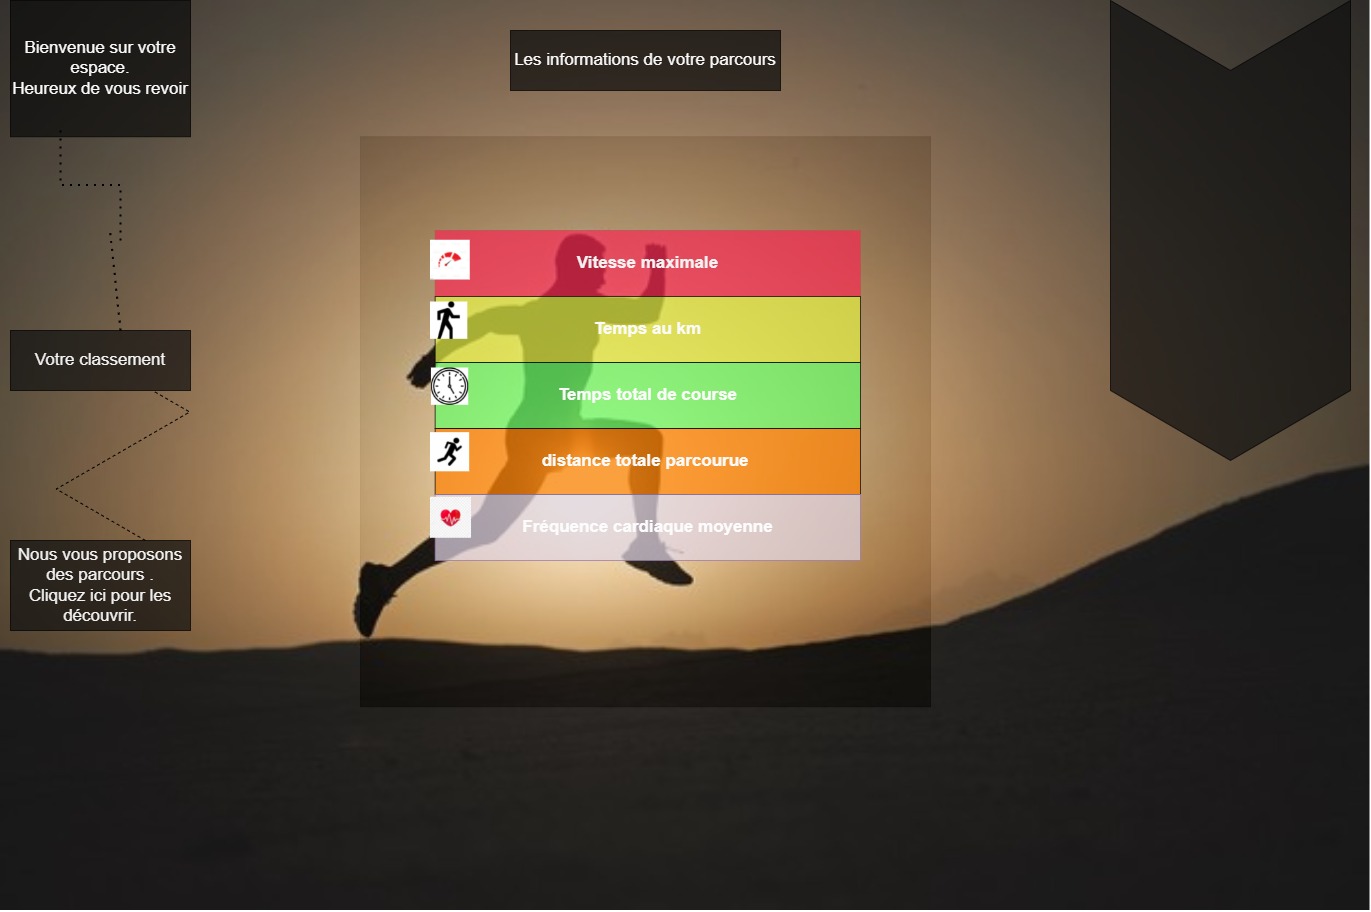 Bienvenue sur votre
espace.
Heureux de vous revoir
Les informations de votre parcours
Vitesse maximale
Temps au km
Votre classement
Temps total de course
distance totale parcourue
Fréquence cardiaque moyenne
Nous vous proposons
des parcours .
Cliquez ici pour les
découvrir.